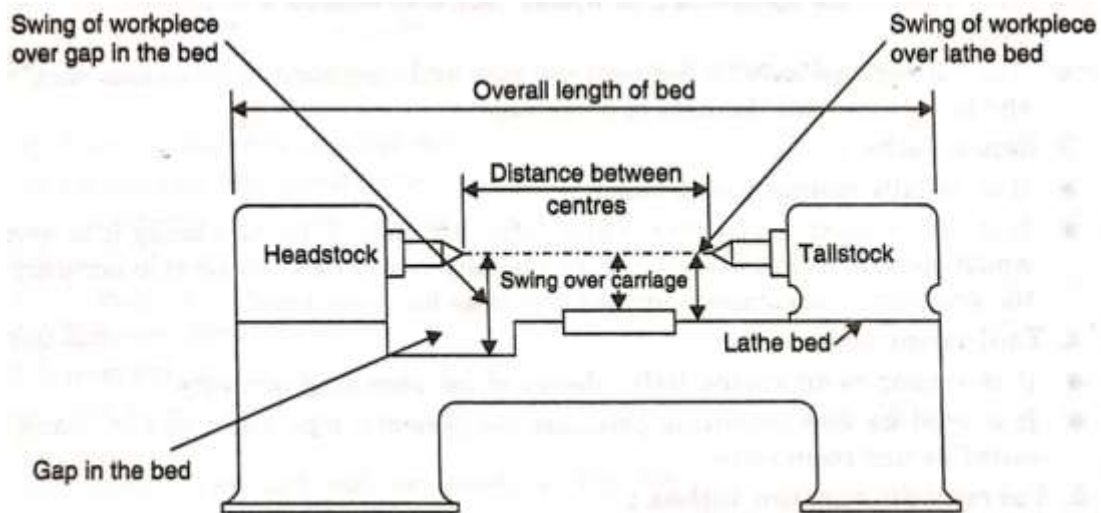 Swing of workpiece
over gap in the bed
Swing of workpiece
over lathe bed
Overall length of bed
Distance between
centres
Headstock
Tailstock
Swing over carriage
Lathe bed
Gap in the bed